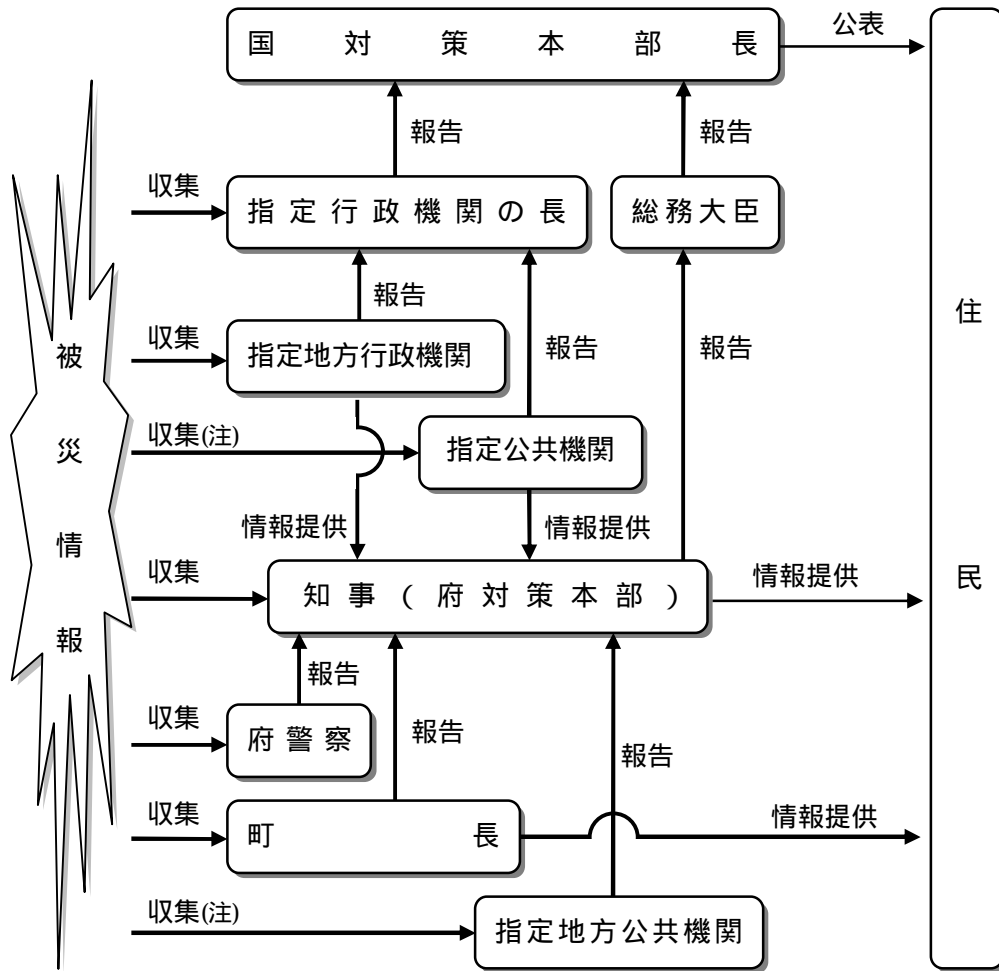 国対策本部長
公表
報告
報告
収集
指定行政機関の長
総務大臣
報告
収集
報告
報告
指定地方行政機関
収集(注)
指定公共機関
情報提供
情報提供
収集
知事(府対策本部)
情報提供
報告
収集
府警察
報告
報告
収集
町長
情報提供
収集(注)
指定地方公共機関
被災情報
住民